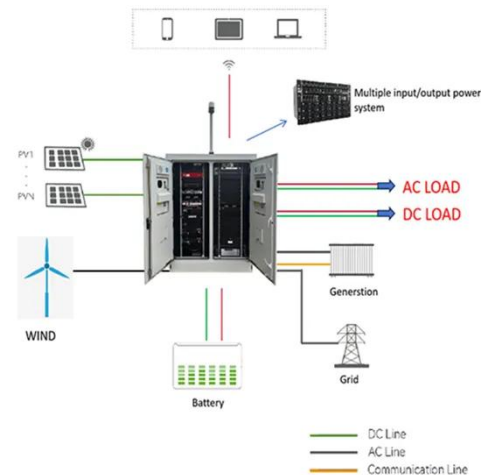 Multiple input/output power
system
PV1
PVN
AC LOAD
DC LOAD
WIND
Generstion
Grid
Battery
DC Line
AC Line
Communication Line